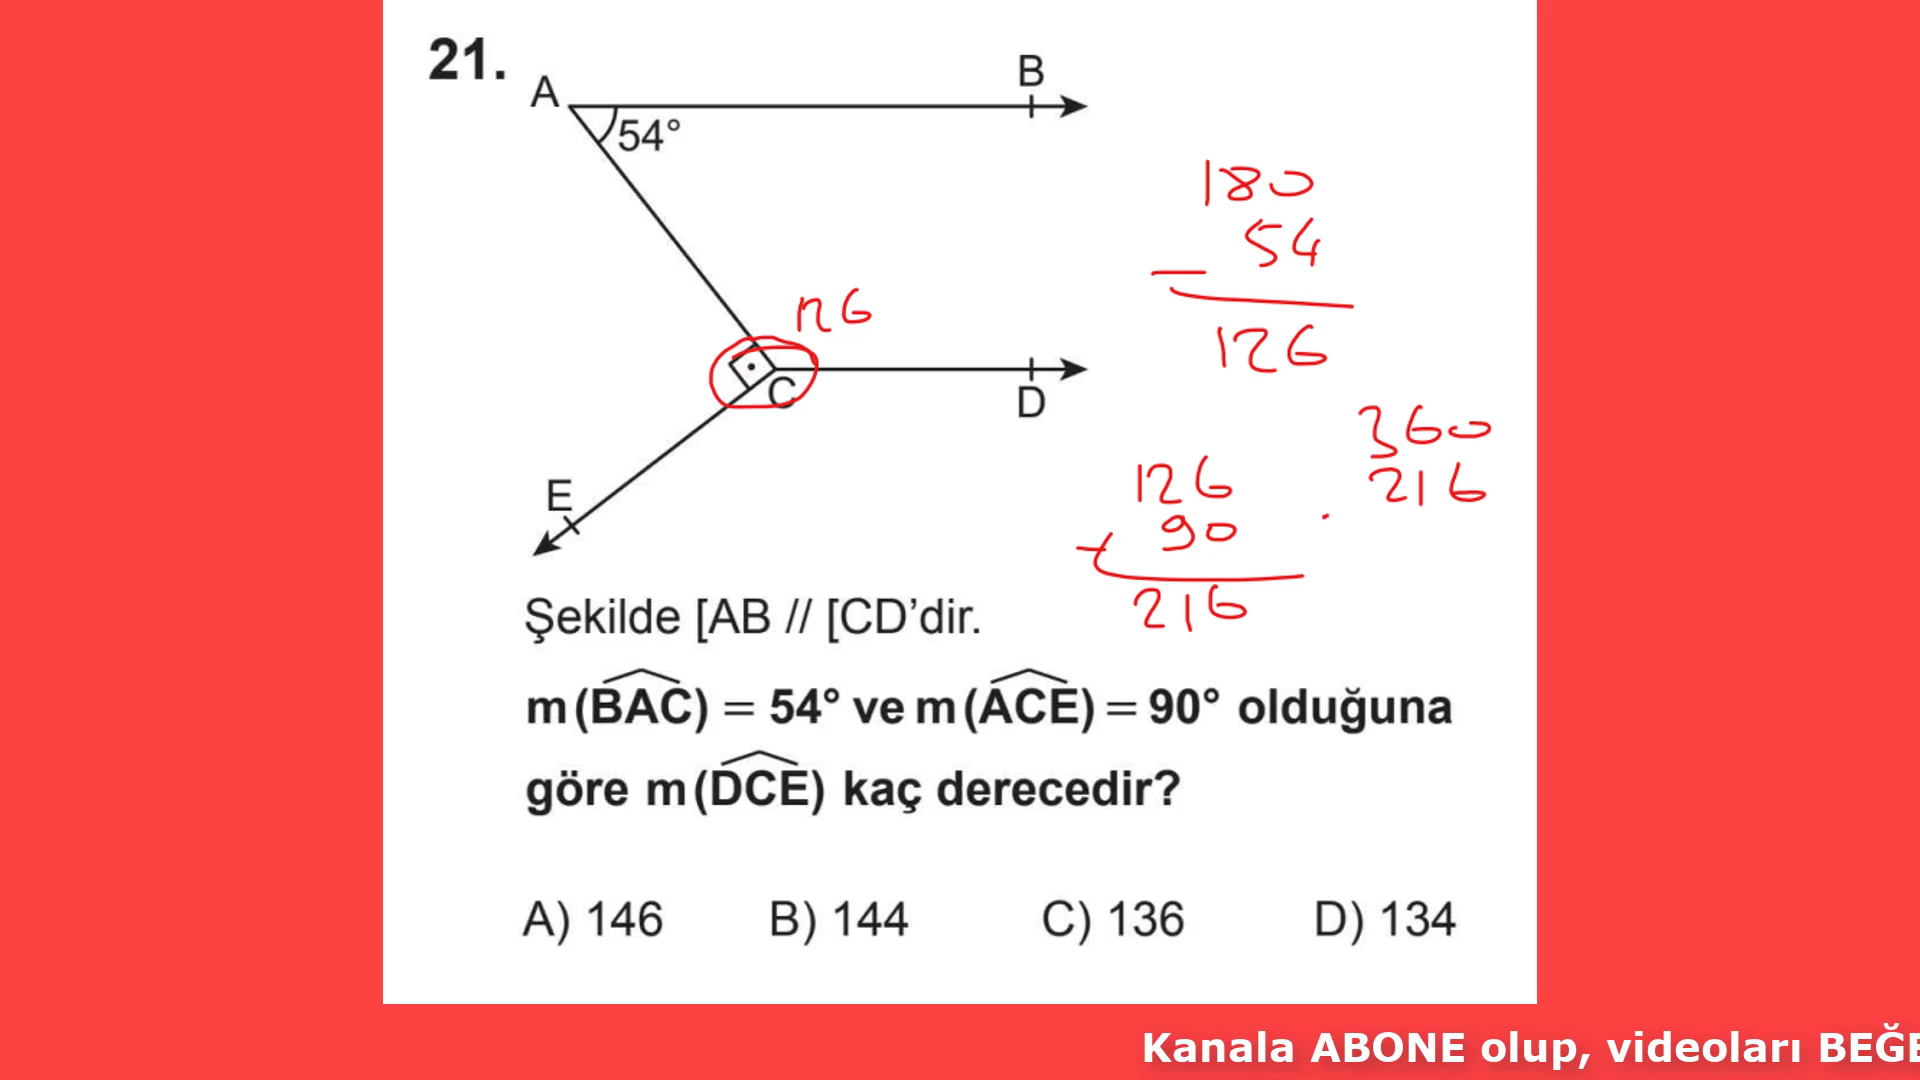 21.
A
B
54°
180
54
126
126
C
D
360
216
126
90
216
E
Şekilde [AB // [CD’dir.
m(BAC) = 54° ve m(ACE) = 90° olduğuna
göre m(DCE) kaç derecedir?
A) 146 B) 144 C) 136 D) 134
Kanala ABONE olup, videoları BEĞE